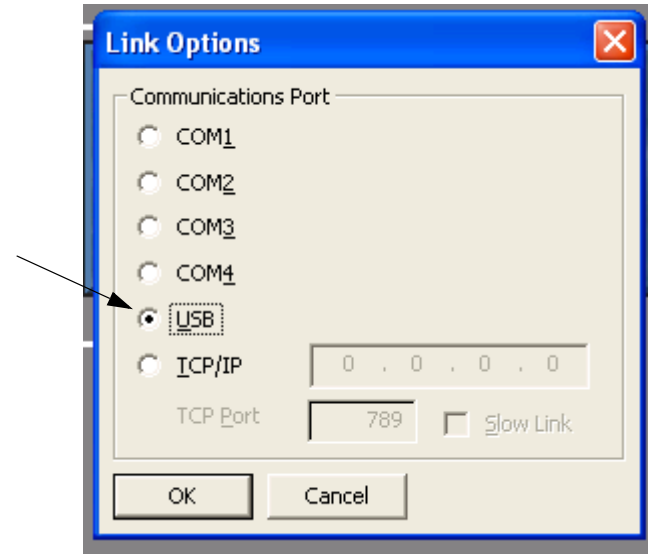 Link Options
Communications Port
COM1
COM2
COM3
COM4
USB
TCP/IP 0 . 0 . 0 . 0
TCP Port 789 Slow Link
OK Cancel